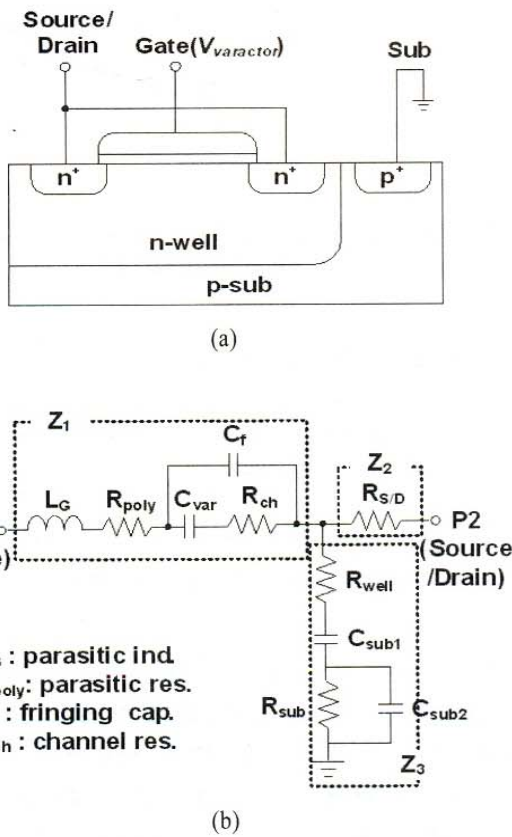 Source/
Drain
Gate(Vvaractor)
Sub
n+
n+
p+
n-well
p-sub
(a)
Z1
Cf
Z2
LG
Rpoly
Cvar
Rch
RS/D
P2
(Source
/Drain)
Rwell
Csub1
Rsub
Csub2
Z3
: parasitic ind.
poly: parasitic res.
: fringing cap.
h : channel res.
(b)